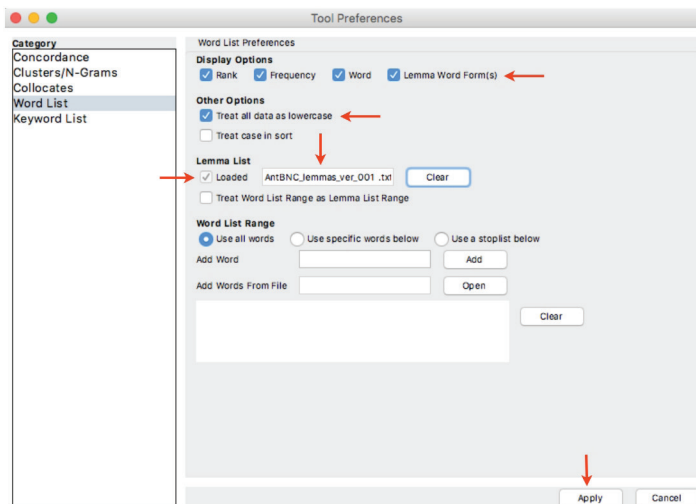 Tool Preferences
Category
Concordance
Clusters/N-Grams
Collocates
Word List
Keyword List
Word List Preferences
Display Options
Rank Frequency Word Lemma Word Form(s)
Other Options
Treat all data as lowercase
Treat case in sort
Lemma List
Loaded AntBNC_lemmas_ver_001 .txt Clear
Treat Word List Range as Lemma List Range
Word List Range
Use all words Use specific words below Use a stoplist below
Add Word Add
Add Words From File Open
Clear
Apply Cancel